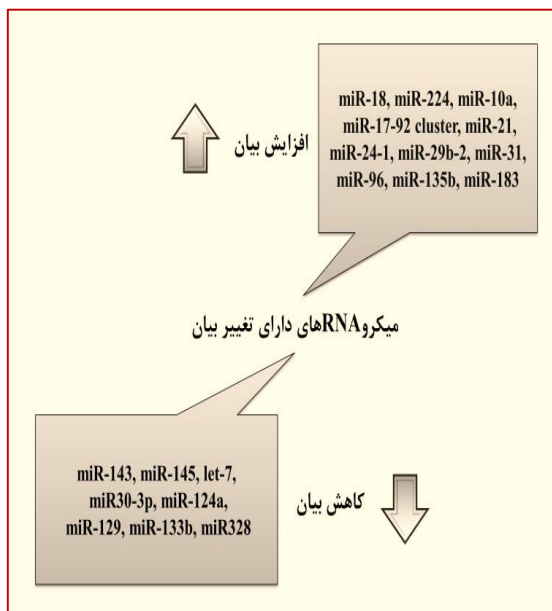 miR-18, miR-224, miR-10a,
miR-17-92 cluster, miR-21,
miR-24-1, miR-29b-2, miR-31,
miR-96, miR-135b, miR-183
افزایش بیان
میکروRNAهای دارای تغییر بیان
miR-143, miR-145, let-7,
miR30-3p, miR-124a,
miR-129, miR-133b, miR328
کاهش بیان